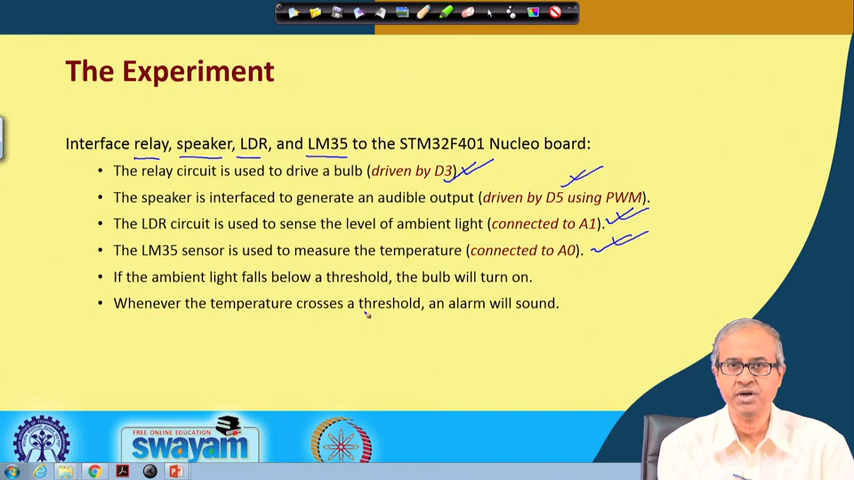 The Experiment
Interface relay, speaker, LDR, and LM35 to the STM32F401 Nucleo board:
• The relay circuit is used to drive a bulb (driven by D3)
• The speaker is interfaced to generate an audible output (driven by D5 using PWM).
• The LDR circuit is used to sense the level of ambient light (connected to A1).
• The LM35 sensor is used to measure the temperature (connected to A0).
• If the ambient light falls below a threshold, the bulb will turn on.
• Whenever the temperature crosses a threshold, an alarm will sound.
FREE ONLINE EDUCATION
swayam